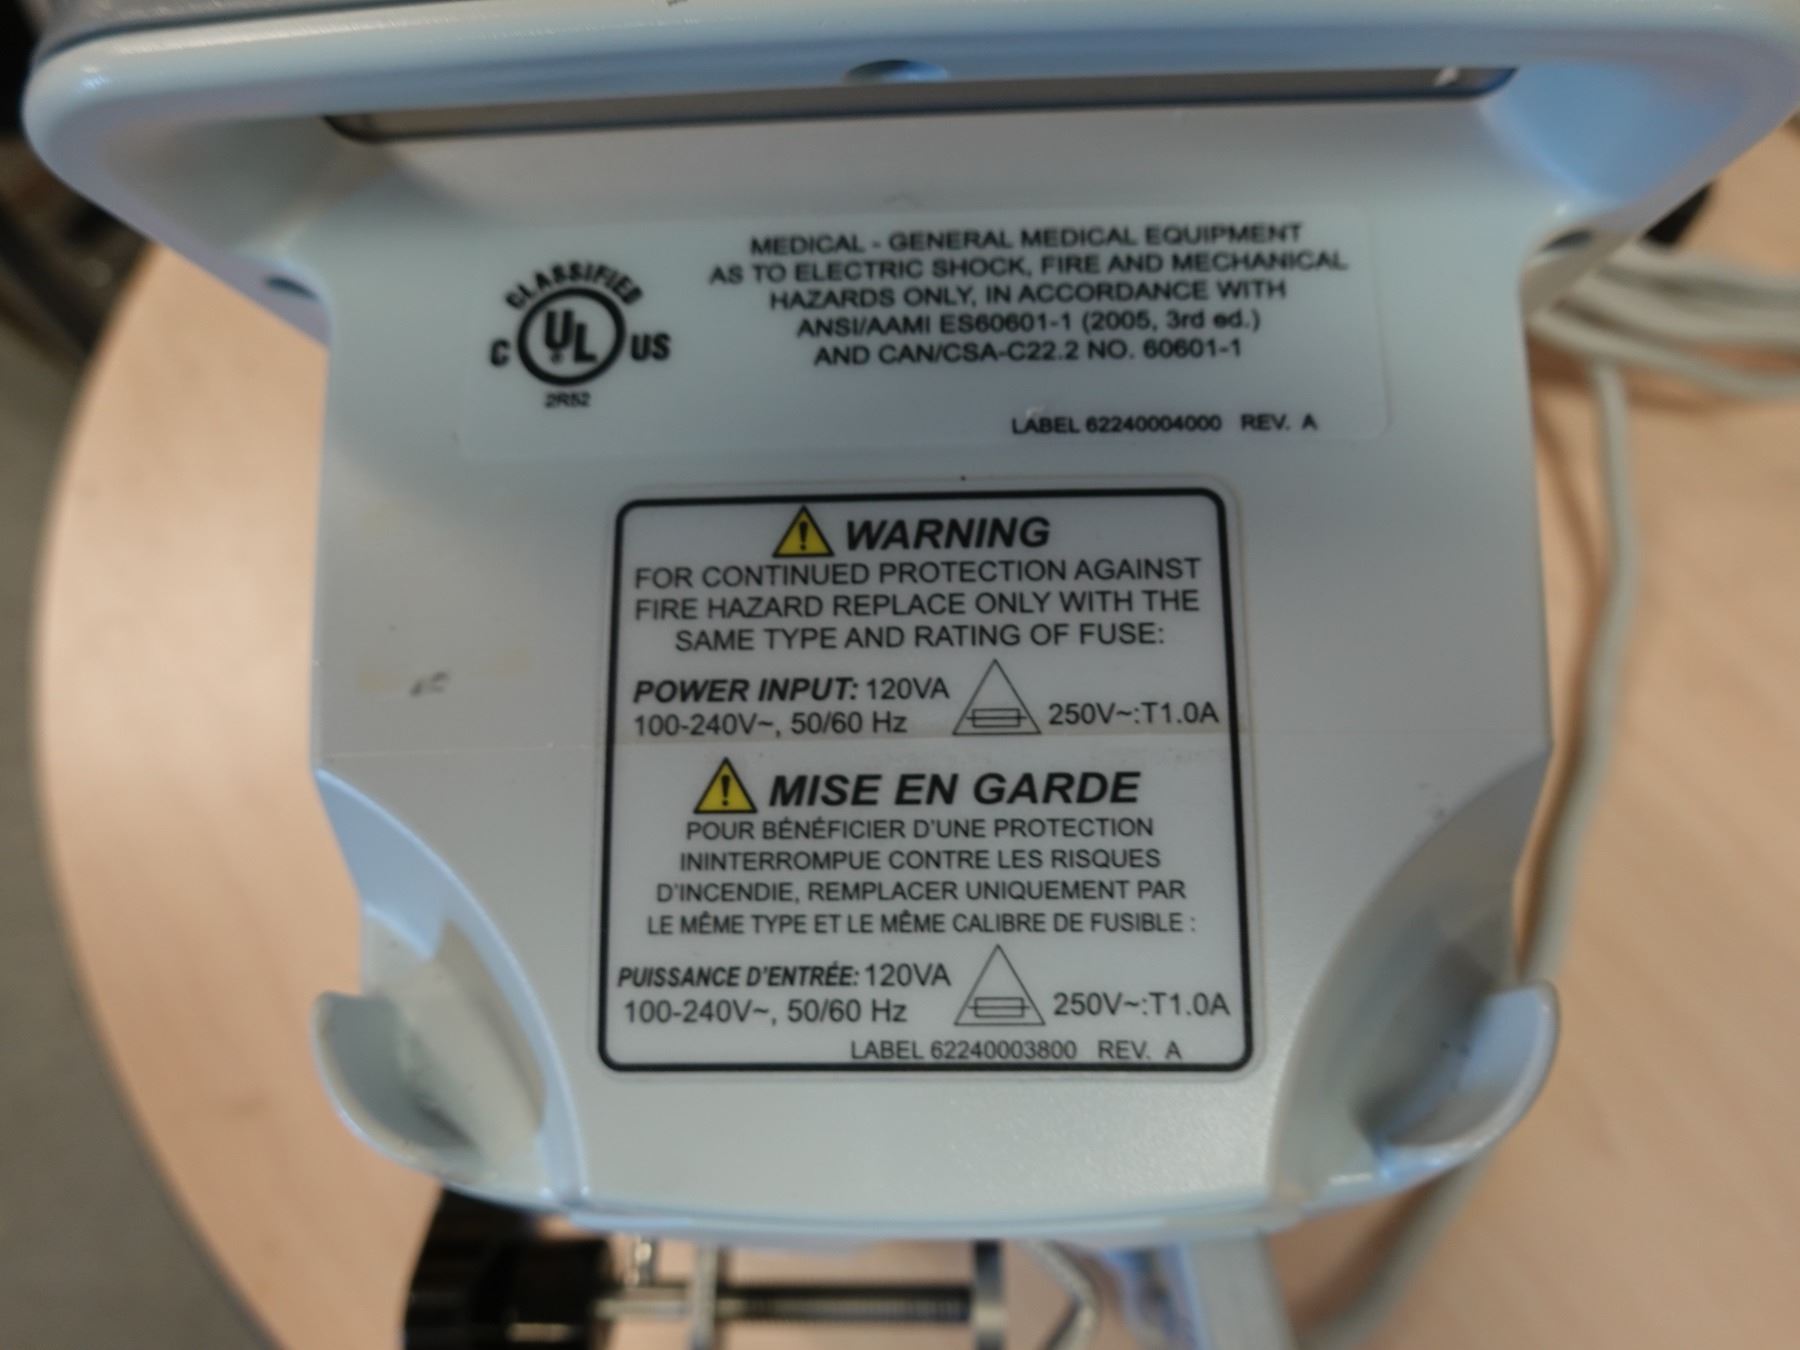 CLASSIFIED
C UL US
2R52
MEDICAL - GENERAL MEDICAL EQUIPMENT
AS TO ELECTRIC SHOCK, FIRE AND MECHANICAL
HAZARDS ONLY, IN ACCORDANCE WITH
ANSI/AAMI ES60601-1 (2005, 3rd ed.)
AND CAN/CSA-C22.2 NO. 60601-1
LABEL 62240004000 REV. A
WARNING
FOR CONTINUED PROTECTION AGAINST
FIRE HAZARD REPLACE ONLY WITH THE
SAME TYPE AND RATING OF FUSE:
POWER INPUT: 120VA
100-240V~, 50/60 Hz 250V~:T1.0A
MISE EN GARDE
POUR BÉNÉFICIER D'UNE PROTECTION
ININTERROMPUE CONTRE LES RISQUES
D'INCENDIE, REMPLACER UNIQUEMENT PAR
LE MÊME TYPE ET LE MÊME CALIBRE DE FUSIBLE :
PUISSANCE D'ENTRÉE: 120VA
100-240V~, 50/60 Hz 250V~:T1.0A
LABEL 62240003800 REV. A